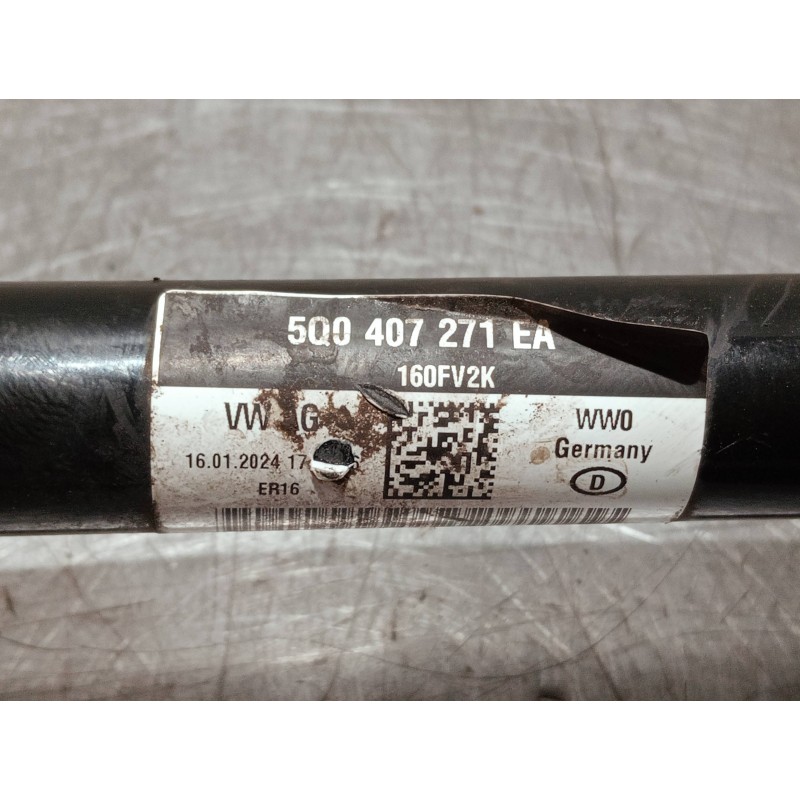 5Q0 407 271 EA
160FV2K
VW G
WW0
Germany
16.01.2024 17
ER16
D